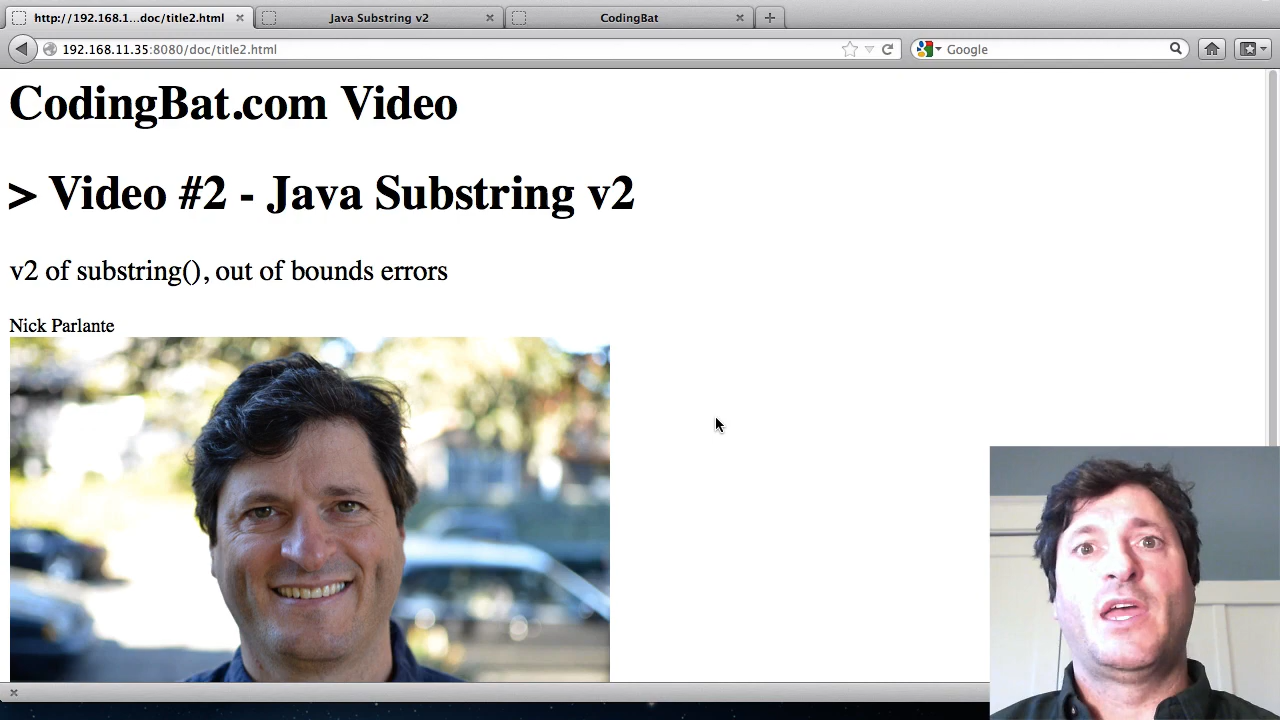 http://192.168.1...doc/title2.html
Java Substring v2
CodingBat
192.168.11.35:8080/doc/title2.html
Google
CodingBat.com Video
> Video #2 - Java Substring v2
v2 of substring(), out of bounds errors
Nick Parlante